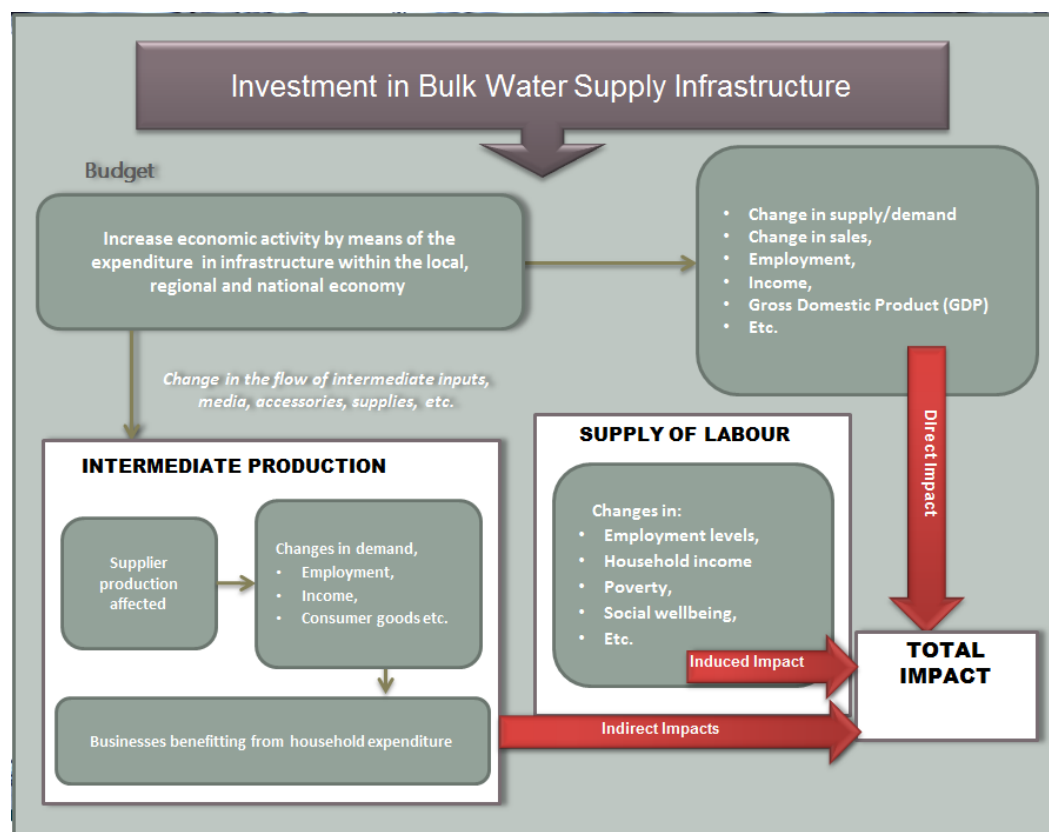 Investment in Bulk Water Supply Infrastructure
Budget
Increase economic activity by means of the
expenditure in infrastructure within the local,
regional and national economy
• Change in supply/demand
• Change in sales,
• Employment,
• Income,
• Gross Domestic Product (GDP)
• Etc.
Change in the flow of intermediate inputs,
media, accessories, supplies, etc.
INTERMEDIATE PRODUCTION
Supplier
production
affected
Changes in demand,
• Employment,
• Income,
• Consumer goods etc.
Businesses benefitting from household expenditure
SUPPLY OF LABOUR
Changes in:
• Employment levels,
• Household income
• Poverty,
• Social wellbeing,
• Etc.
Induced Impact
Indirect Impacts
Direct Impact
TOTAL
IMPACT